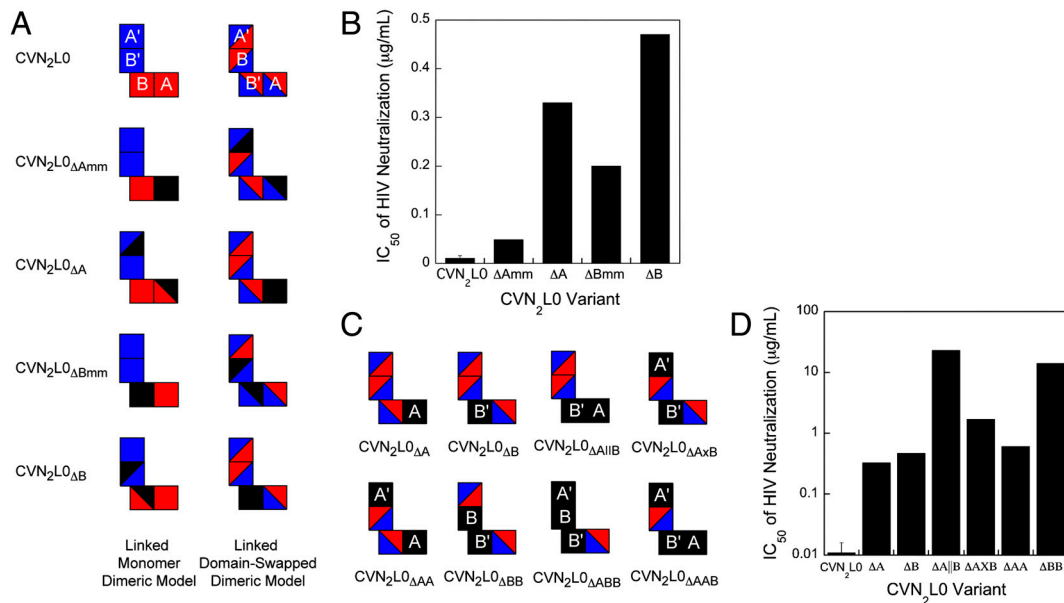 A
CVN2L0
A'
B'
B A
A'
B
B' A
CVN2L0ΔAmm
CVN2L0ΔA
CVN2L0ΔBmm
CVN2L0ΔB
Linked
Monomer
Dimeric Model
Linked
Domain-Swapped
Dimeric Model
B
IC50 of HIV Neutralization (μg/mL)
0.5
0.4
0.3
0.2
0.1
0
CVN2L0 ΔAmm ΔA ΔBmm ΔB
CVN2L0 Variant
C
A
CVN2L0ΔA
B'
CVN2L0ΔB
B' A
CVN2L0ΔAllB
A'
B'
CVN2L0ΔAxB
A'
A
CVN2L0ΔAA
B
B'
CVN2L0ΔBB
A'
B
B'
CVN2L0ΔABB
A'
B' A
CVN2L0ΔAAB
D
IC50 of HIV Neutralization (μg/mL)
100
10
1
0.1
0.01
CVN2L0 ΔA ΔB ΔA||B ΔAXB ΔAA ΔBB
CVN2L0 Variant